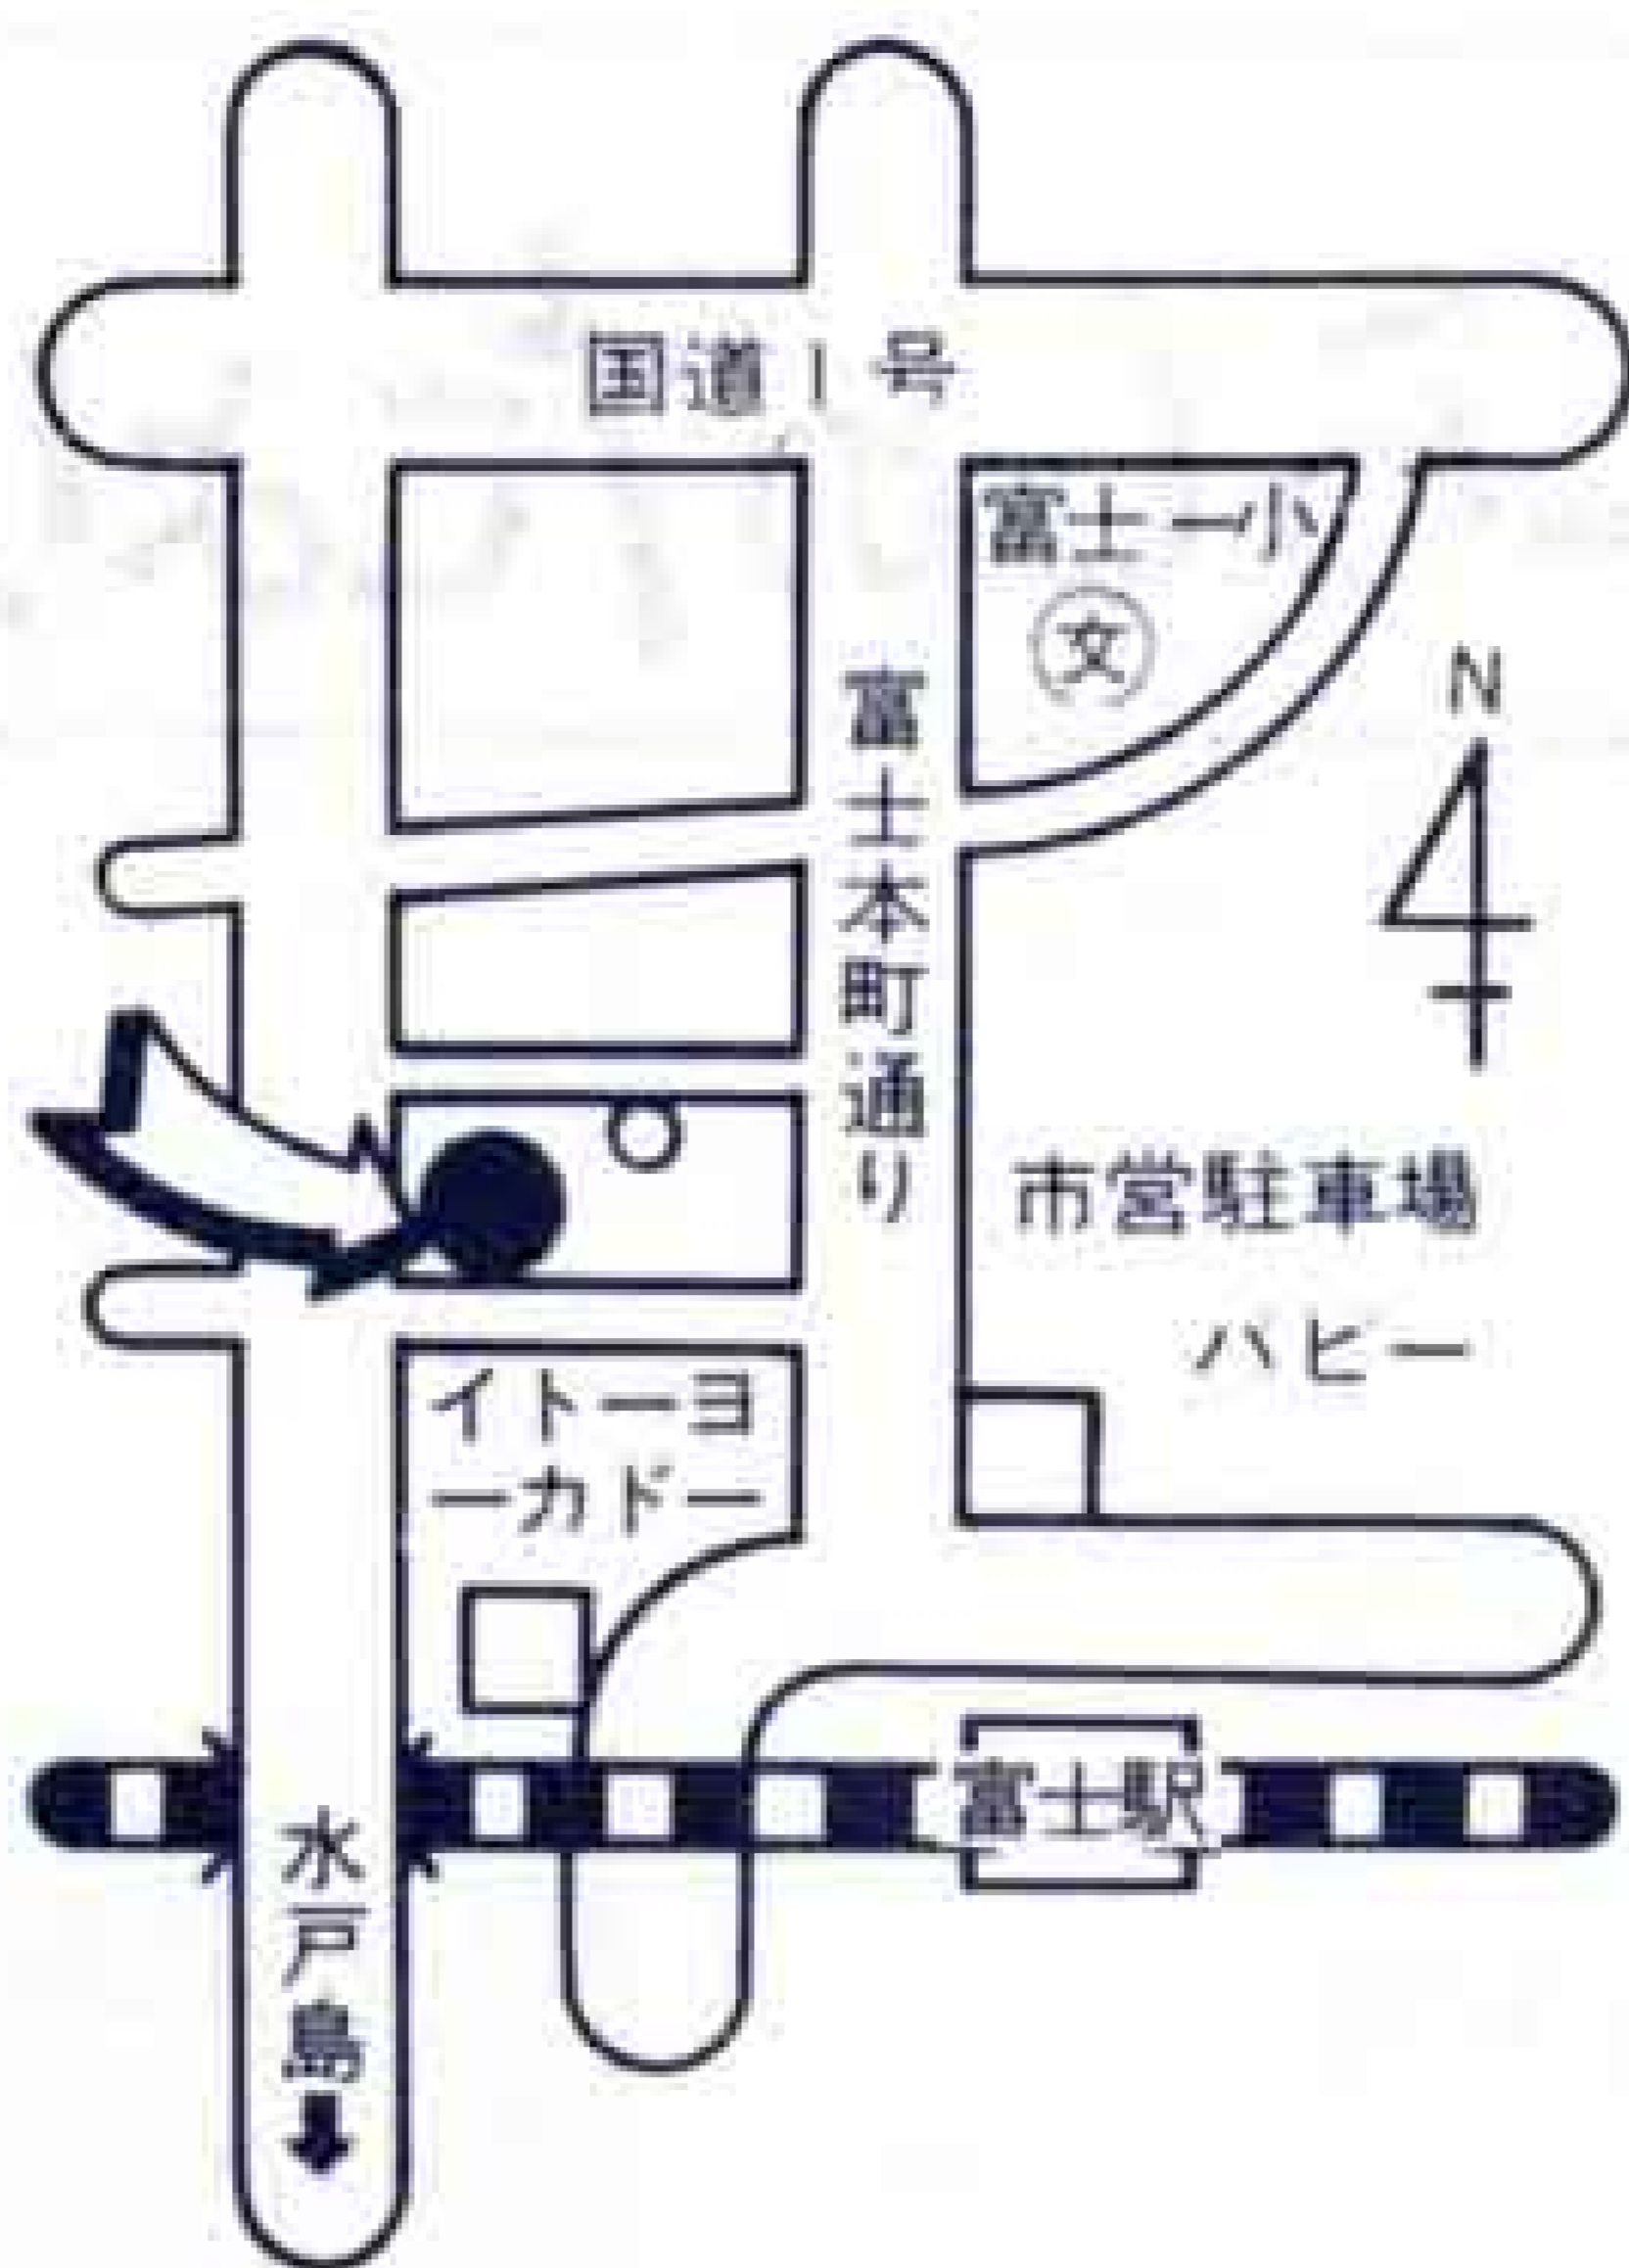 国道1号
富士一小
文
N
富士本町通り
市営駐車場
パピー
イトーヨ
ーカドー
富士駅
水戸島